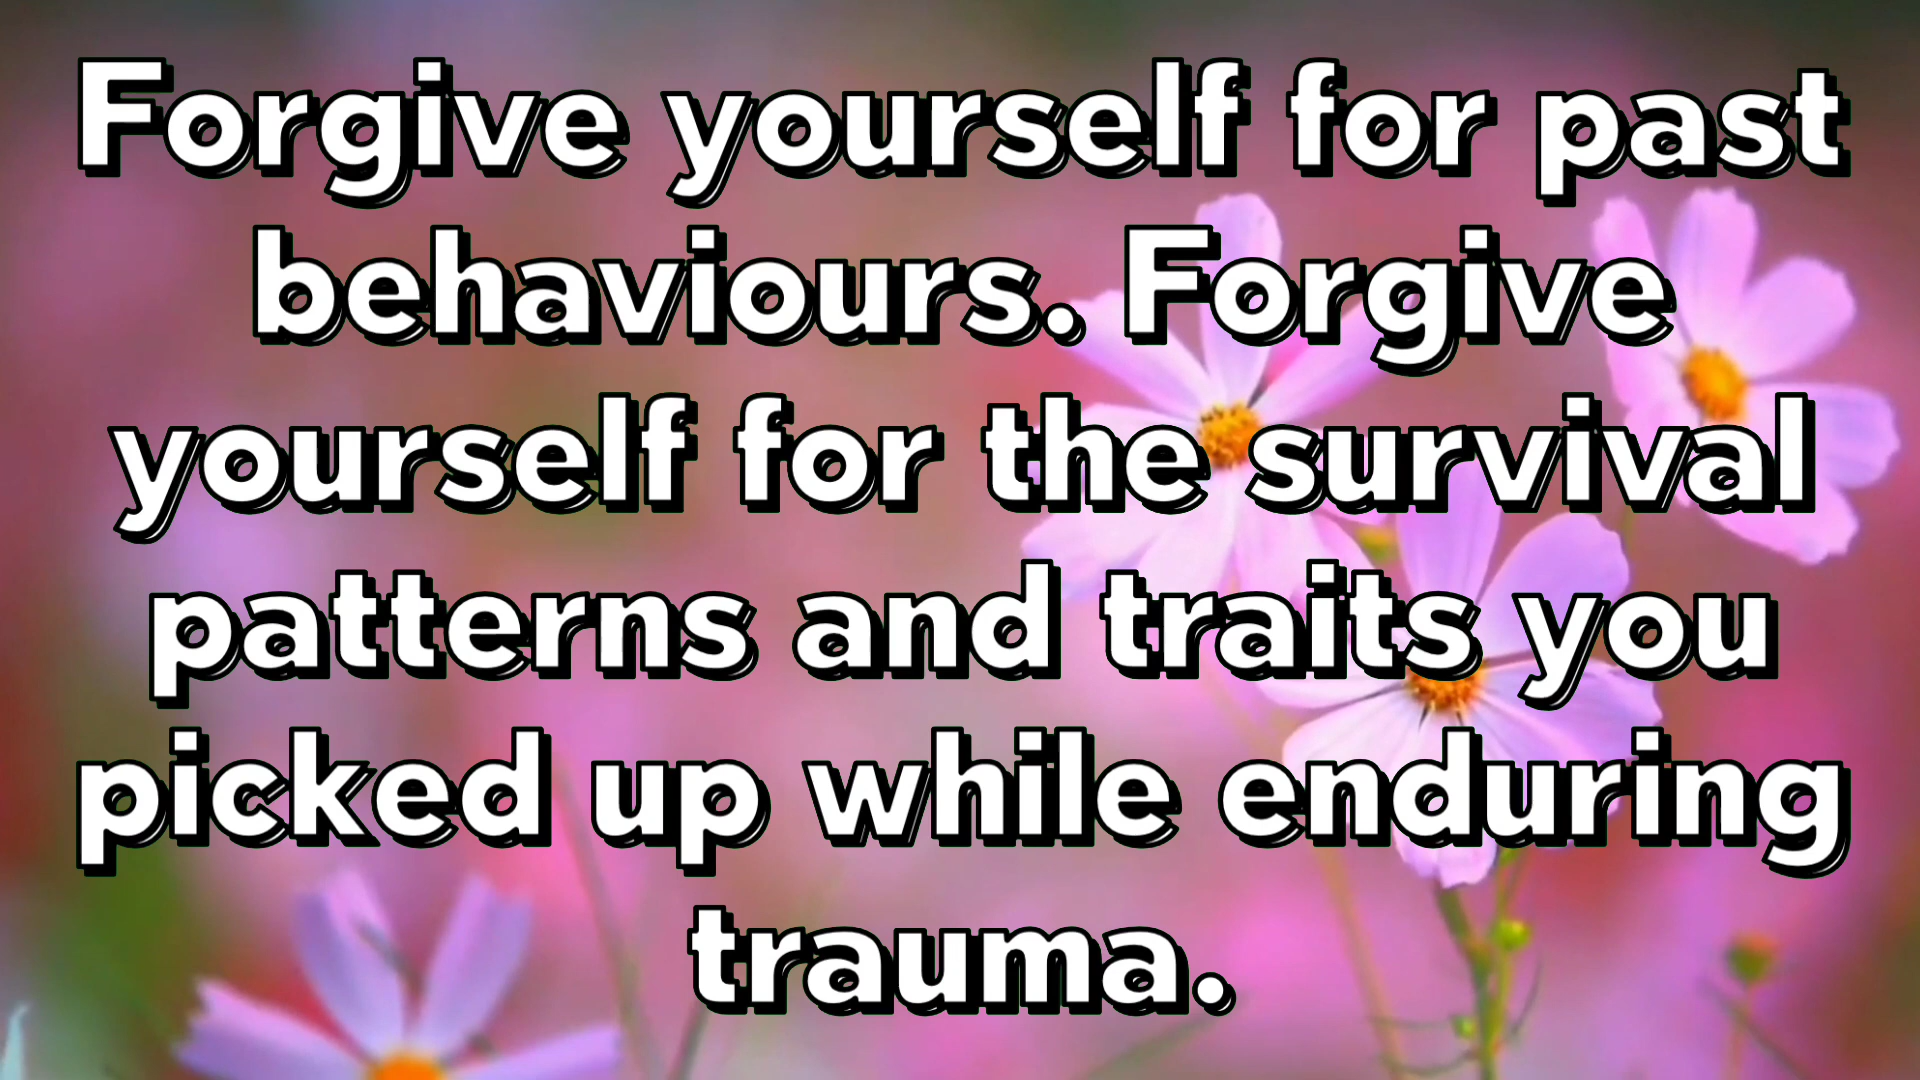 Forgive yourself for past
behaviours. Forgive
yourself for the survival
patterns and traits you
picked up while enduring
trauma.